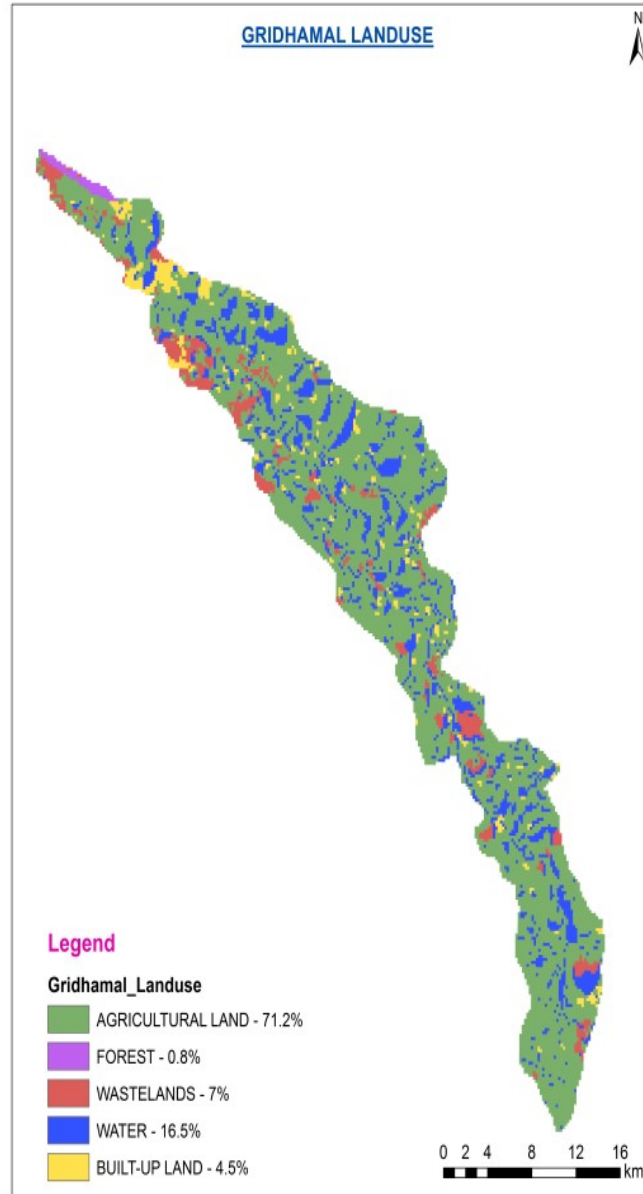 GRIDHAMAL LANDUSE
N
Legend
Gridhamal_Landuse
AGRICULTURAL LAND - 71.2%
FOREST - 0.8%
WASTELANDS - 7%
WATER - 16.5%
BUILT-UP LAND - 4.5%
0 2 4 8 12 16
km